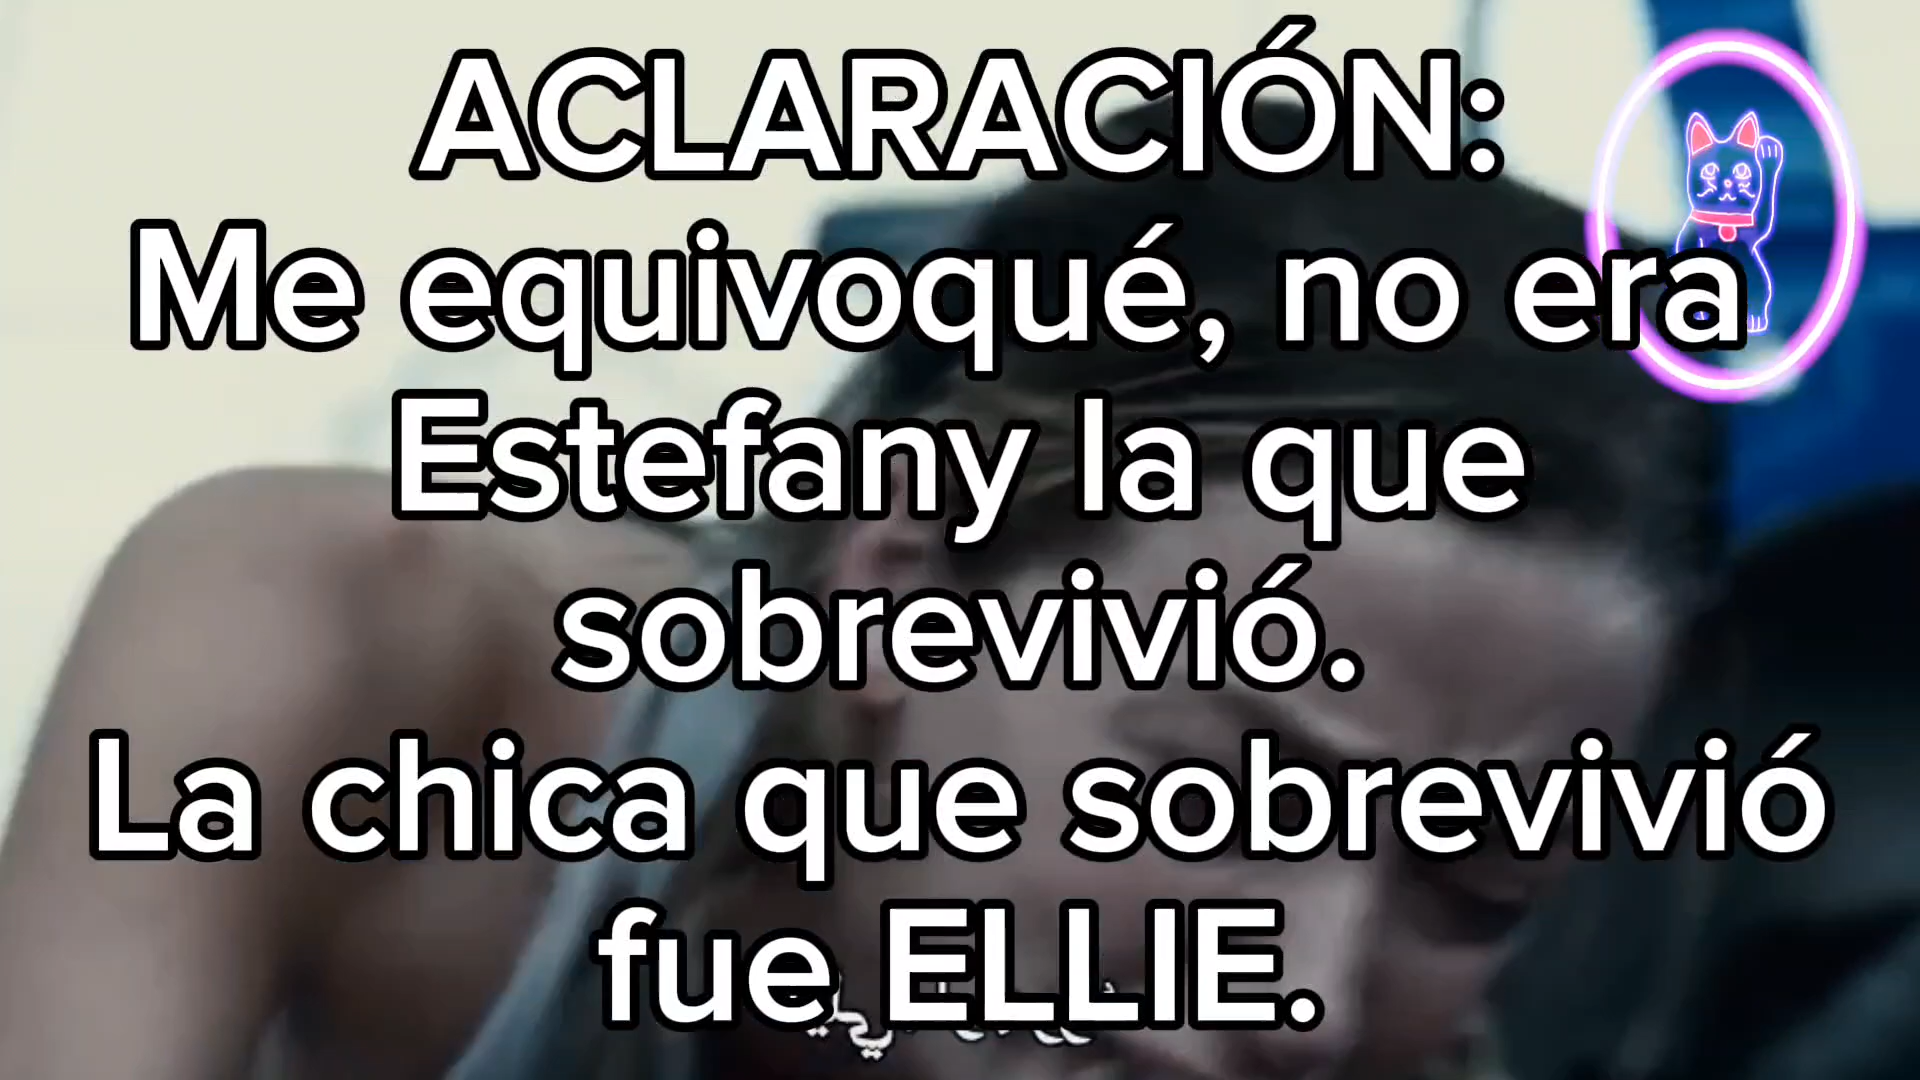 ACLARACIÓN:
Me equivoqué, no era
Estefany la que
sobrevivió.
La chica que sobrevivió
fue ELLIE.